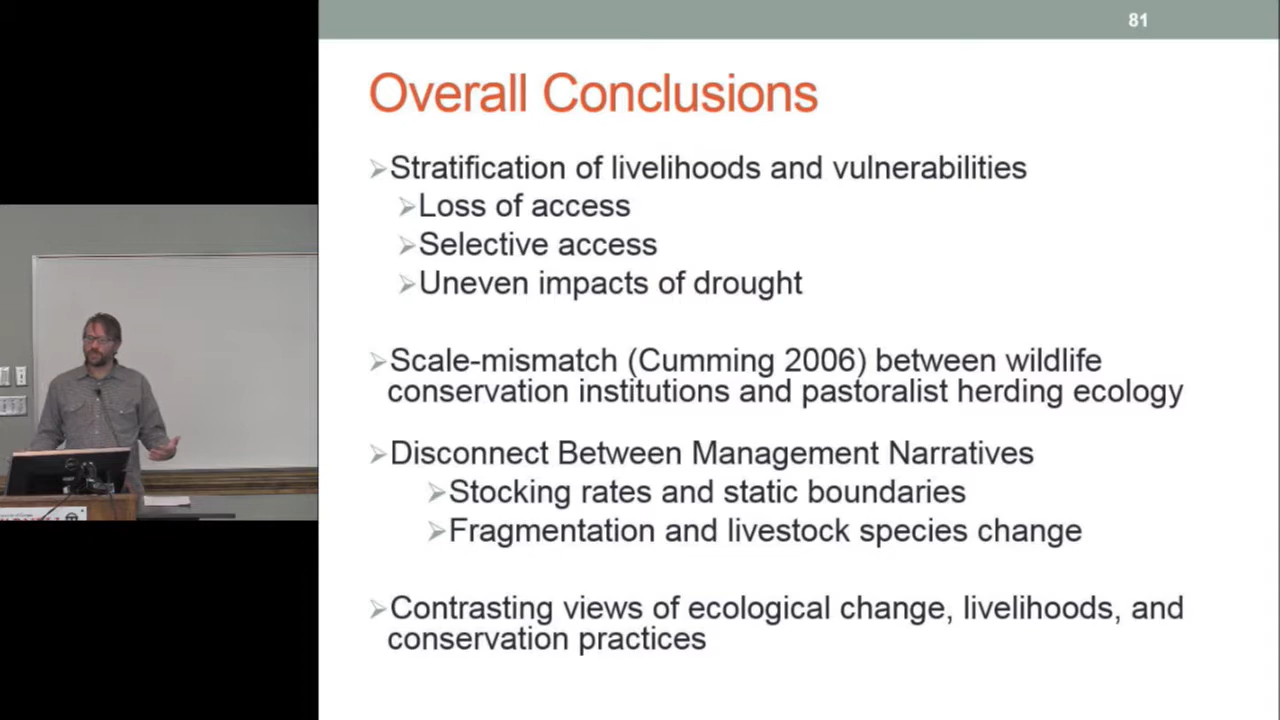 81
Overall Conclusions
➢Stratification of livelihoods and vulnerabilities
➢Loss of access
➢Selective access
➢Uneven impacts of drought
➢Scale-mismatch (Cumming 2006) between wildlife
conservation institutions and pastoralist herding ecology
➢Disconnect Between Management Narratives
➢Stocking rates and static boundaries
➢Fragmentation and livestock species change
➢Contrasting views of ecological change, livelihoods, and
conservation practices